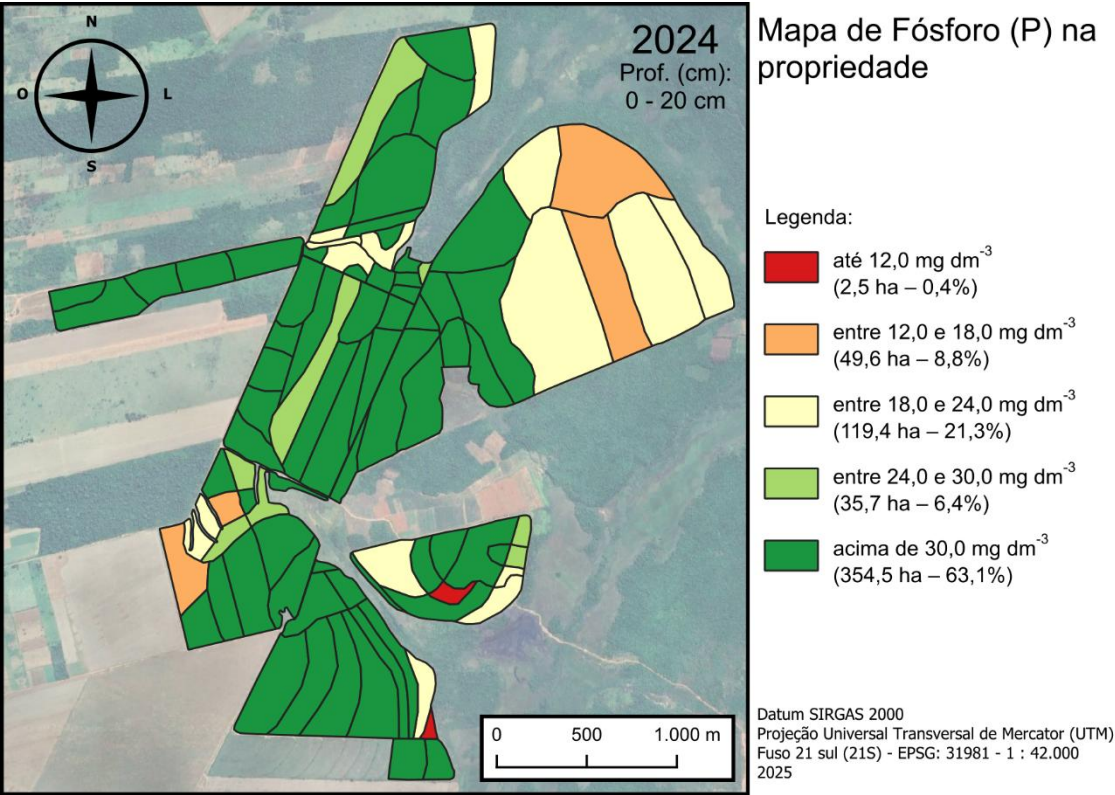 N
O
L
S
2024
Prof. (cm):
0 - 20 cm
Mapa de Fósforo (P) na
propriedade
Legenda:
até 12,0 mg dm⁻³
(2,5 ha – 0,4%)
entre 12,0 e 18,0 mg dm⁻³
(49,6 ha – 8,8%)
entre 18,0 e 24,0 mg dm⁻³
(119,4 ha – 21,3%)
entre 24,0 e 30,0 mg dm⁻³
(35,7 ha – 6,4%)
acima de 30,0 mg dm⁻³
(354,5 ha – 63,1%)
0 500 1.000 m
Datum SIRGAS 2000
Projeção Universal Transversal de Mercator (UTM)
Fuso 21 sul (21S) - EPSG: 31981 - 1 : 42.000
2025